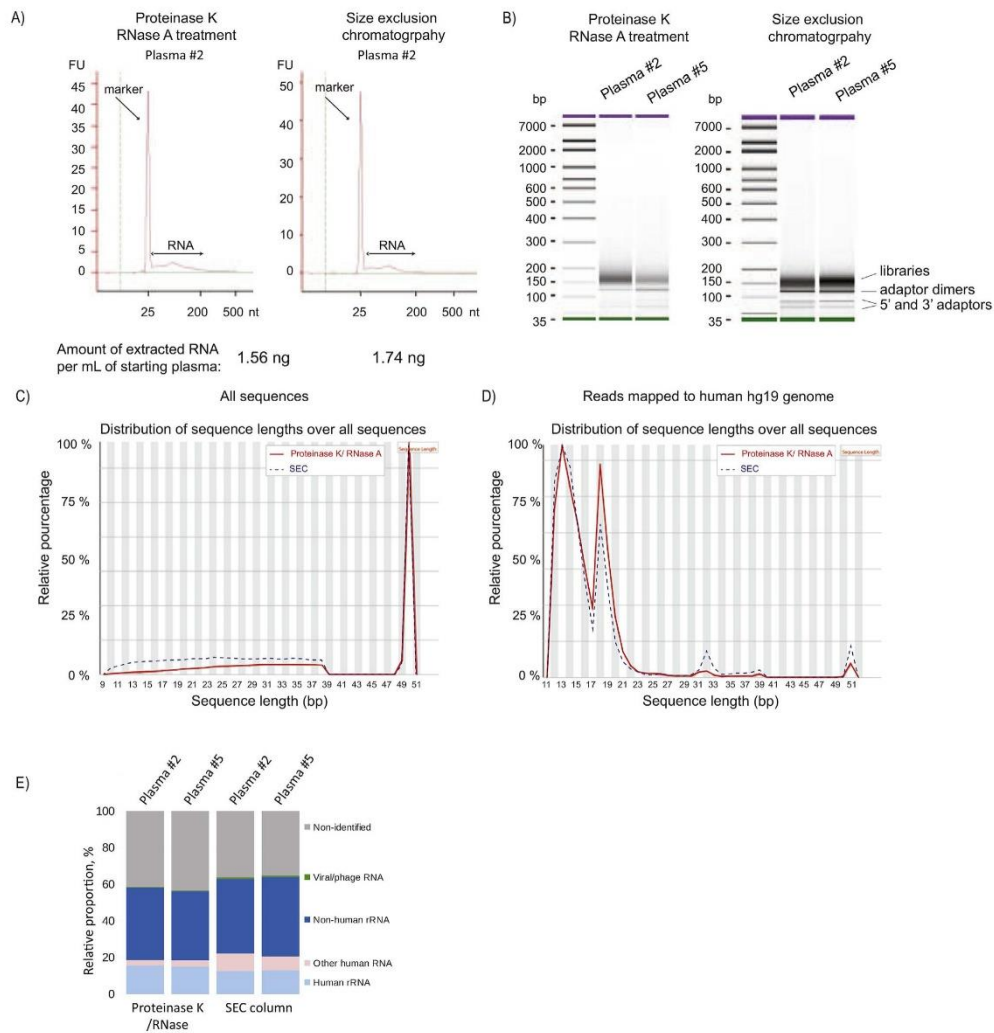 A)
Proteinase K
RNase A treatment
Plasma #2
Size exclusion
chromatogrpahy
Plasma #2
FU
45
40
35
30
25
20
15
10
5
0
marker
RNA
25 200 500 nt
FU
50
40
30
20
10
0
marker
RNA
25 200 500 nt
Amount of extracted RNA
per mL of starting plasma:
1.56 ng
1.74 ng
B)
Proteinase K
RNase A treatment
Plasma #2
Plasma #5
bp
7000
2000
1000
600
500
400
300
200
150
100
35
Size exclusion
chromatogrpahy
Plasma #2
Plasma #5
bp
7000
2000
1000
600
500
400
300
200
150
100
35
libraries
adaptor dimers
5' and 3' adaptors
C)
All sequences
Distribution of sequence lengths over all sequences
Proteinase K/ RNase A
SEC
Sequence Length
Relative pourcentage
100 %
75 %
50 %
25 %
0 %
9 11 13 15 17 19 21 23 25 27 29 31 33 35 37 39 41 43 45 47 49 51
Sequence length (bp)
D)
Reads mapped to human hg19 genome
Distribution of sequence lengths over all sequences
Proteinase K/ RNase A
SEC
Sequence Length
Relative pourcentage
100 %
75 %
50 %
25 %
0 %
11 13 15 17 19 21 23 25 27 29 31 33 35 37 39 41 43 45 47 49 51
Sequence length (bp)
E)
Plasma #2
Plasma #5
Plasma #2
Plasma #5
Relative proportion, %
100
80
60
40
20
0
Non-identified
Viral/phage RNA
Non-human rRNA
Other human RNA
Human rRNA
Proteinase K
/RNase
SEC column